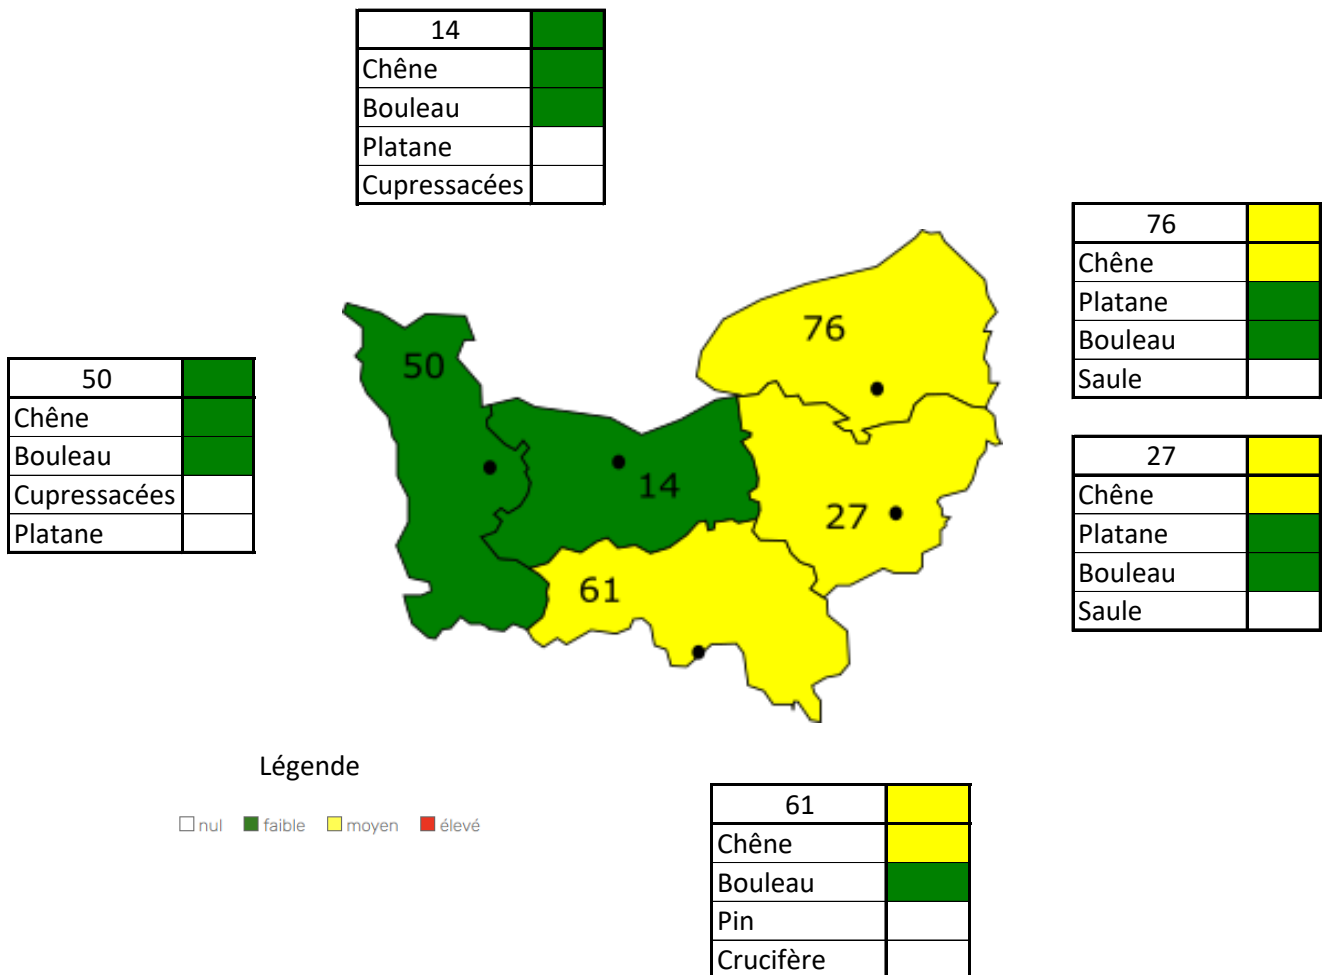 14
Chêne
Bouleau
Platane
Cupressacées
76
Chêne
Platane
Bouleau
Saule
50
Chêne
Bouleau
Cupressacées
Platane
27
Chêne
Platane
Bouleau
Saule
76
50
14
27
61
Légende
nul faible moyen élevé
61
Chêne
Bouleau
Pin
Crucifère